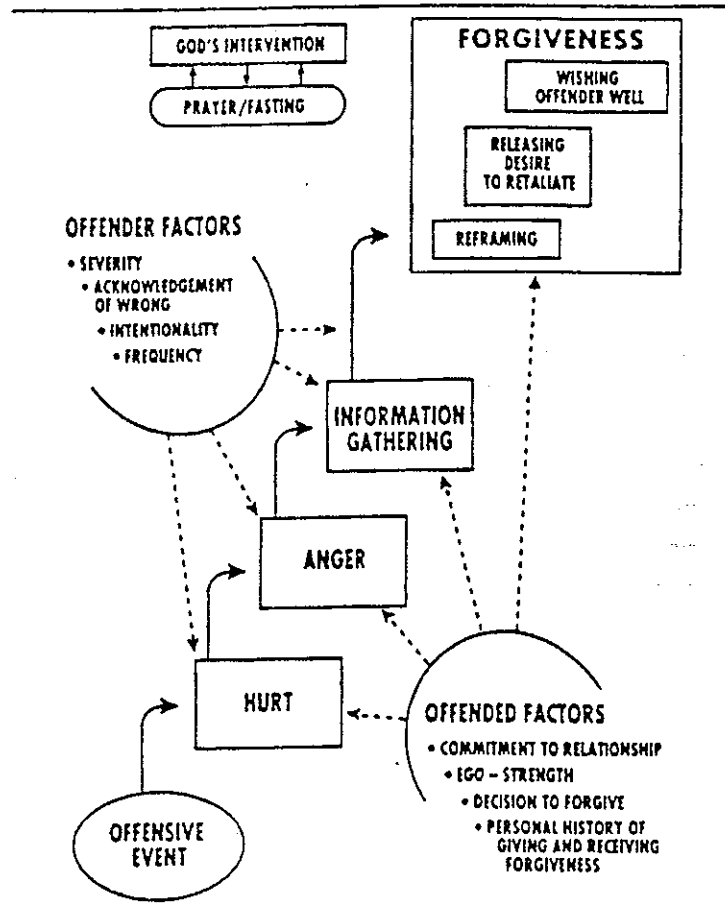 GOD'S INTERVENTION
PRAYER/FASTING
FORGIVENESS
WISHING
OFFENDER WELL
RELEASING
DESIRE
TO RETALIATE
REFRAMING
OFFENDER FACTORS
• SEVERITY
• ACKNOWLEDGEMENT
OF WRONG
• INTENTIONALITY
• FREQUENCY
INFORMATION
GATHERING
ANGER
HURT
OFFENSIVE
EVENT
OFFENDED FACTORS
• COMMITMENT TO RELATIONSHIP
• EGO – STRENGTH
• DECISION TO FORGIVE
• PERSONAL HISTORY OF
GIVING AND RECEIVING
FORGIVENESS